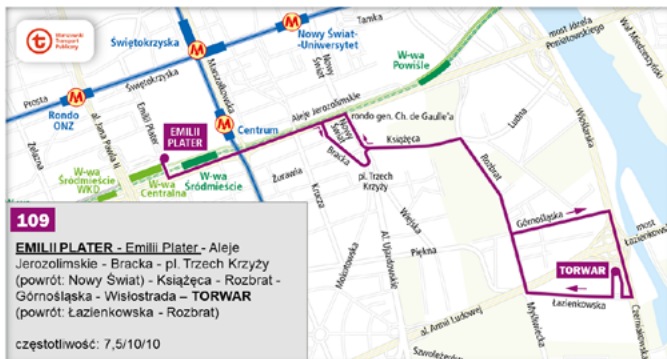 Warszawski
Transport
Publiczny
Świętokrzyska
Nowy Świat-
Uniwersytet
Tamka
most Józefa
Poniatowskiego
Wał Miedzeszyński
W-wa
Powiśle
Nowy
Świat
Marszałkowska
Świętokrzyska
Prosta
Rondo
ONZ
Emilii Plater
al. Jana Pawła II
Żelazna
EMILII
PLATER
Centrum
Aleje Jerozolimskie
rondo gen. Ch. de Gaulle'a
Nowy
Świat
Bracka
Książęca
Ludna
Wioślarska
Rozbrat
W-wa
Śródmieście
WKD
W-wa
Centralna
W-wa
Śródmieście
Żurawia
Krucza
pl. Trzech
Krzyży
Wiejska
Mokotowska
Al. Ujazdowskie
Piękna
Górnośląska
most
Łazienkowski
TORWAR
Łazienkowska
al. Armii Ludowej
Myśliwiecka
Czerniakowska
Szwoleżerów
109
EMILII PLATER - Emilii Plater - Aleje
Jerozolimskie - Bracka - pl. Trzech Krzyży
(powrót: Nowy Świat) - Książęca - Rozbrat -
Górnośląska - Wisłostrada – TORWAR
(powrót: Łazienkowska - Rozbrat)
częstotliwość: 7,5/10/10